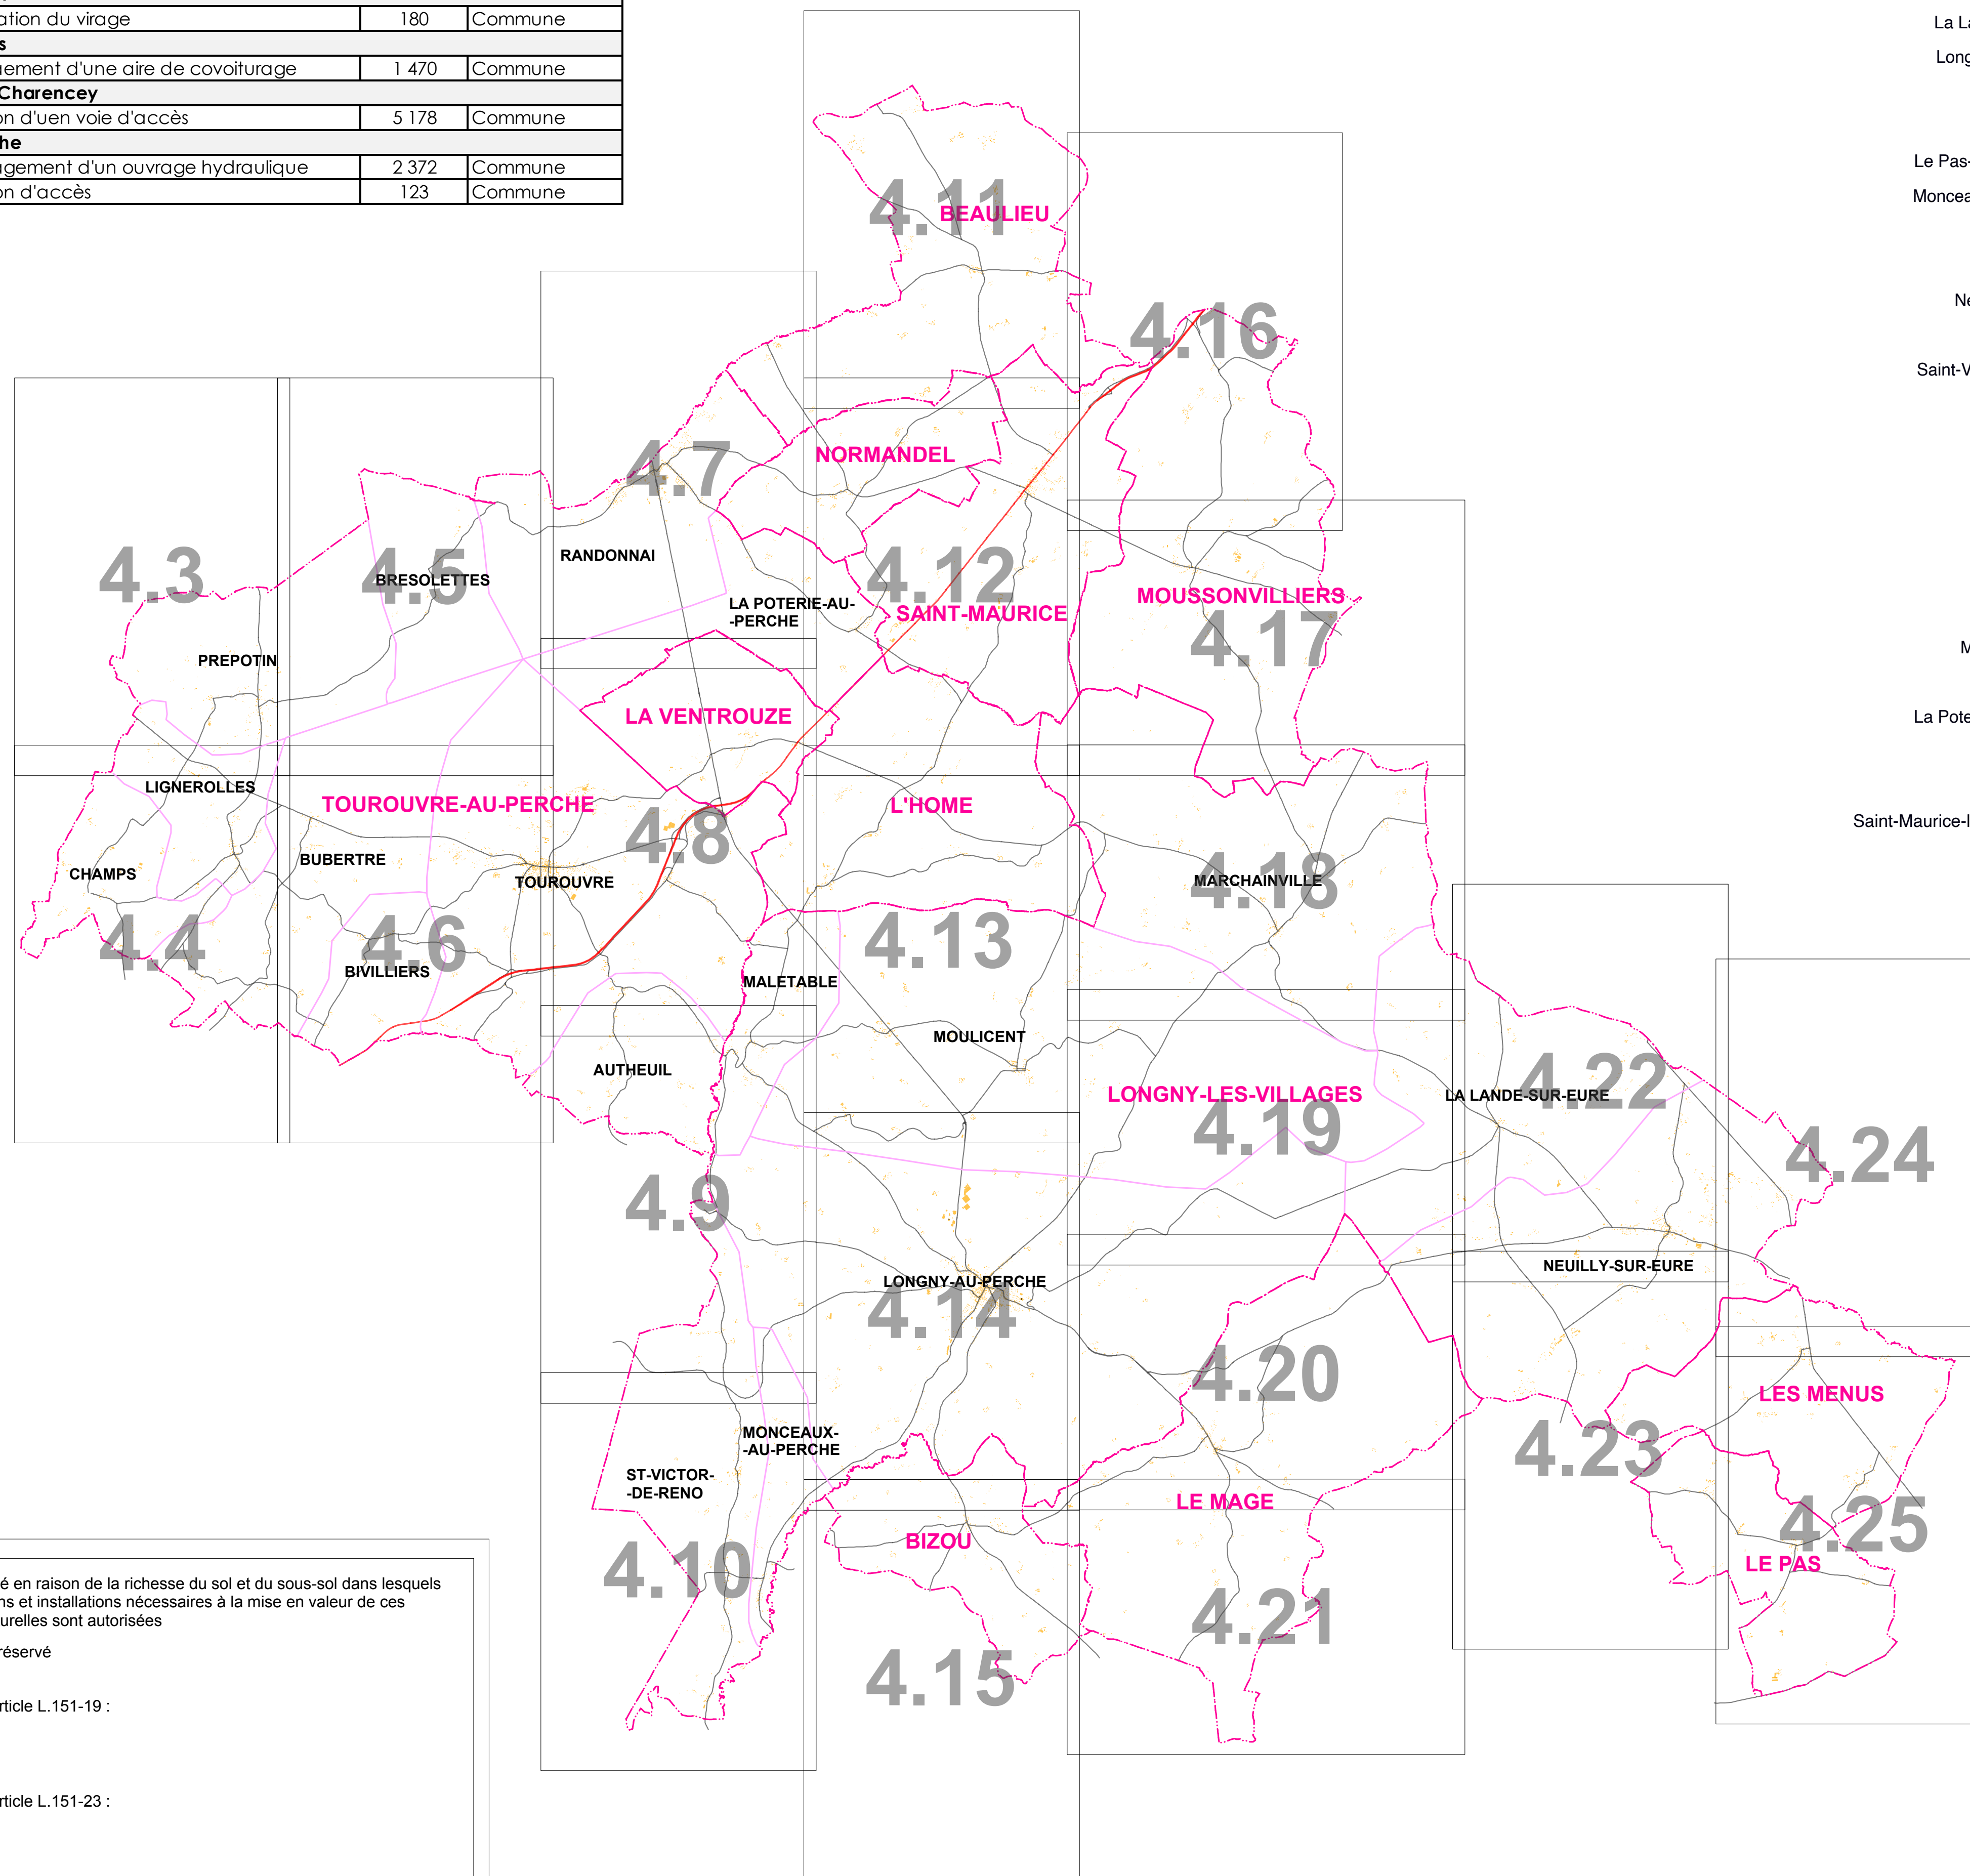 ation du virage 180 Commune
s
ement d'une aire de covoiturage 1 470 Commune
Charencey
on d'uen voie d'accès 5 178 Commune
he
agement d'un ouvrage hydraulique 2 372 Commune
on d'accès 123 Commune
La L
Long
Le Pas-
Moncea
Ne
Saint-V
M
La Pote
Saint-Maurice-l
4.11
BEAULIEU
4.16
4.7
NORMANDEL
4.3
4.5
BRESOLETTES
RANDONNAI
4.12
LA POTERIE-AU-
-PERCHE
SAINT-MAURICE
MOUSSONVILLIERS
4.17
PREPOTIN
LA VENTROUZE
LIGNEROLLES
TOUROUVRE-AU-PERCHE
L'HOME
4.8
BUBERTRE
CHAMPS
TOUROUVRE
MARCHAINVILLE
4.18
4.4
4.6
BIVILLIERS
4.13
MALETABLE
MOULICENT
AUTHEUIL
LONGNY-LES-VILLAGES
4.19
LA LANDE-SUR-EURE
4.22
4.24
4.9
NEUILLY-SUR-EURE
LONGNY-AU-PERCHE
4.14
4.20
LES MENUS
4.23
MONCEAUX-
-AU-PERCHE
ST-VICTOR-
-DE-RENO
LE MAGE
4.25
BIZOU
LE PAS
4.10
4.21
4.15
é en raison de la richesse du sol et du sous-sol dans lesquels
ns et installations nécessaires à la mise en valeur de ces
urelles sont autorisées
réservé
rticle L.151-19 :
rticle L.151-23 :